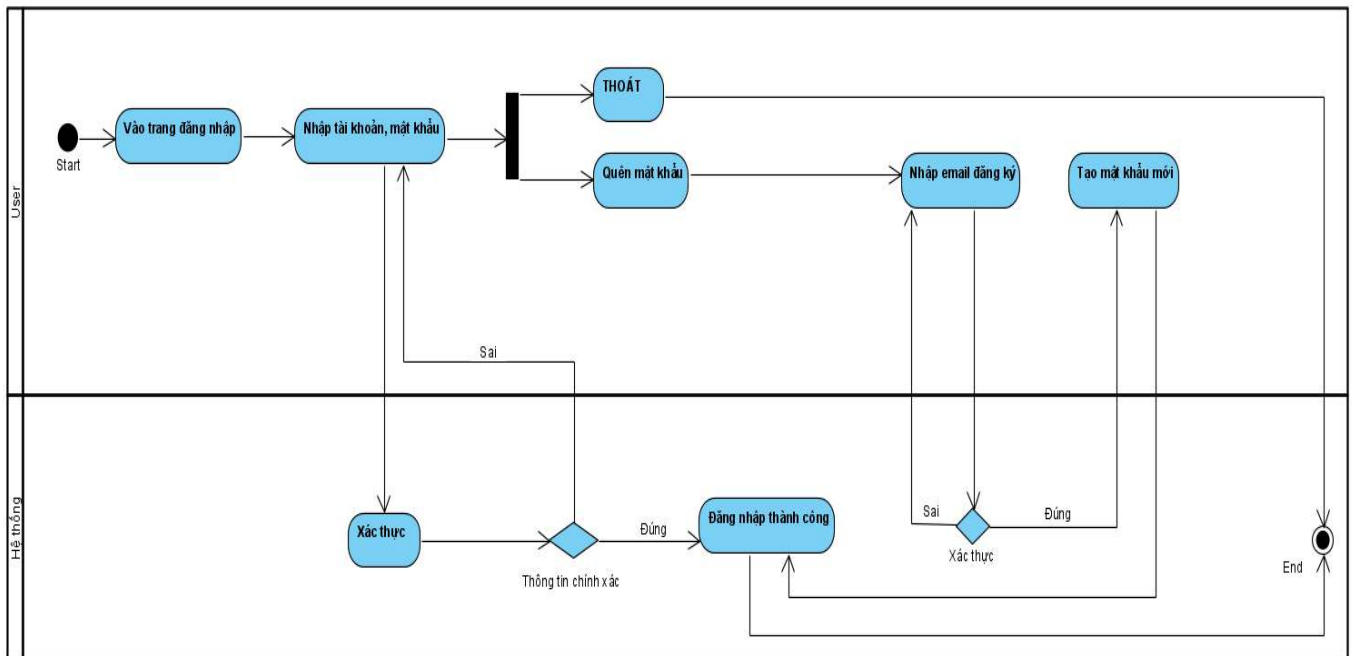 User
Start
Vào trang đăng nhập
Nhập tài khoản, mật khẩu
THOÁT
Quên mật khẩu
Nhập email đăng ký
Tạo mật khẩu mới
Sai
Hệ thống
Xác thực
Thông tin chính xác
Đúng
Đăng nhập thành công
Sai
Xác thực
Đúng
End